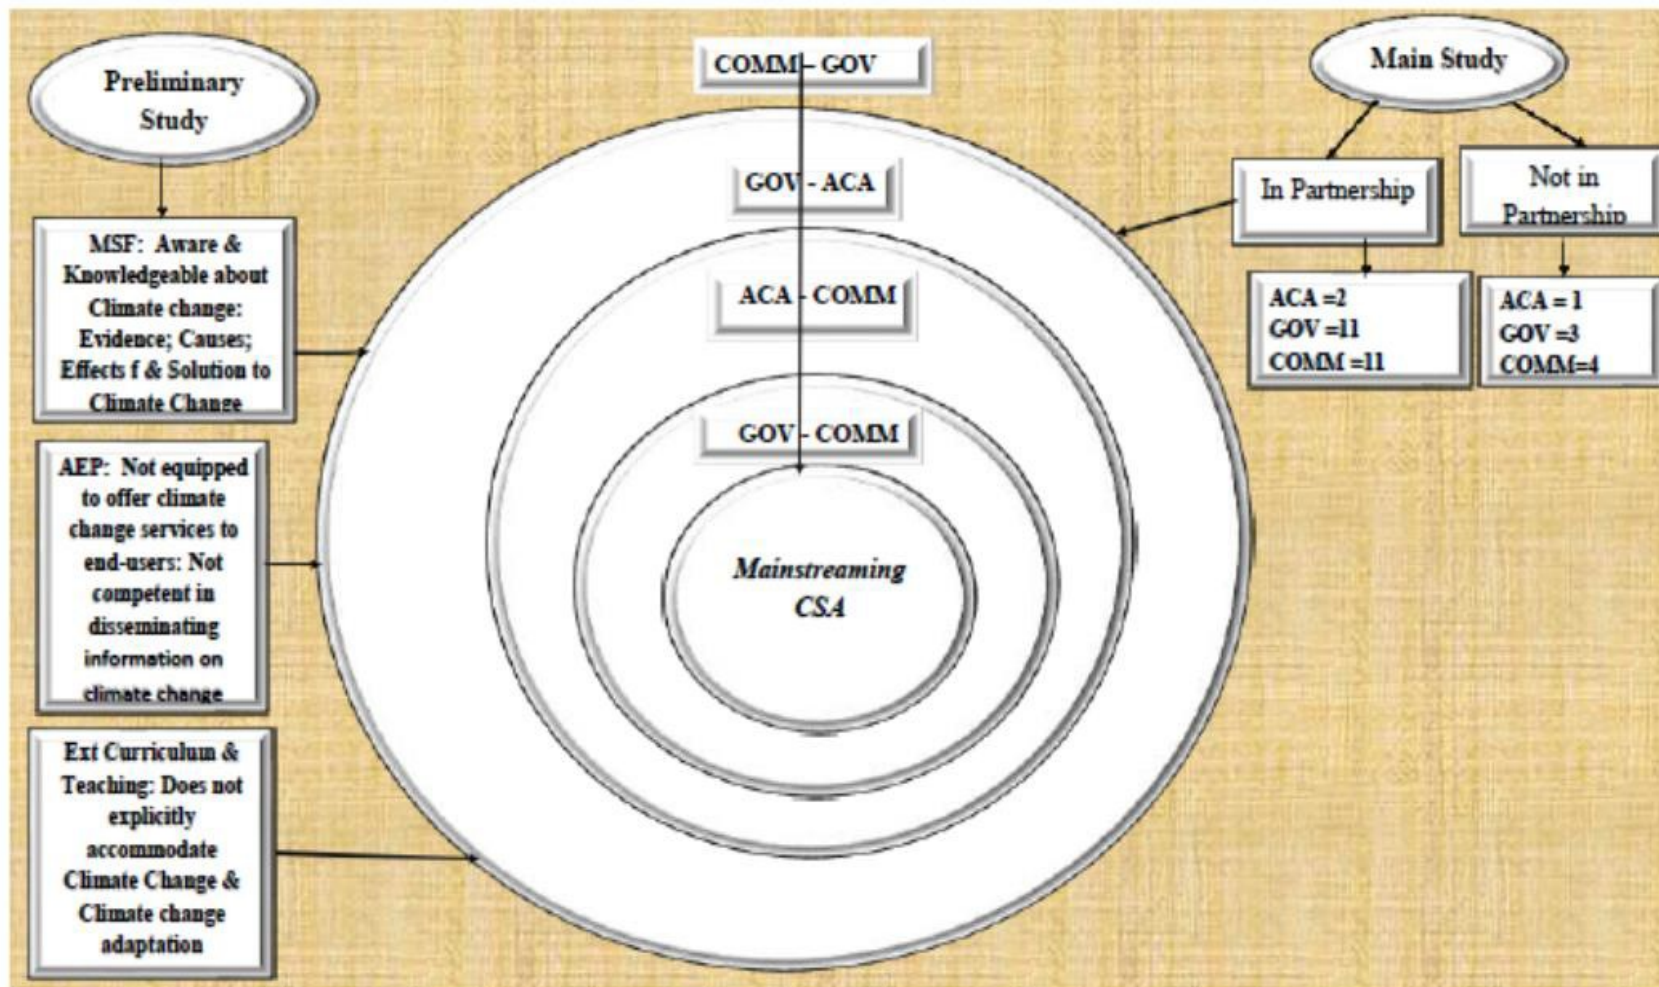 Preliminary
Study
MSF: Aware &
Knowledgeable about
Climate change:
Evidence; Causes;
Effects f & Solution to
Climate Change
AEP: Not equipped
to offer climate
change services to
end-users: Not
competent in
disseminating
information on
climate change
Ext Curriculum &
Teaching: Does not
explicitly
accommodate
Climate Change &
Climate change
adaptation
COMM – GOV
GOV - ACA
ACA - COMM
GOV - COMM
Mainstreaming
CSA
Main Study
In Partnership
ACA =2
GOV =11
COMM =11
Not in
Partnership
ACA = 1
GOV =3
COMM=4